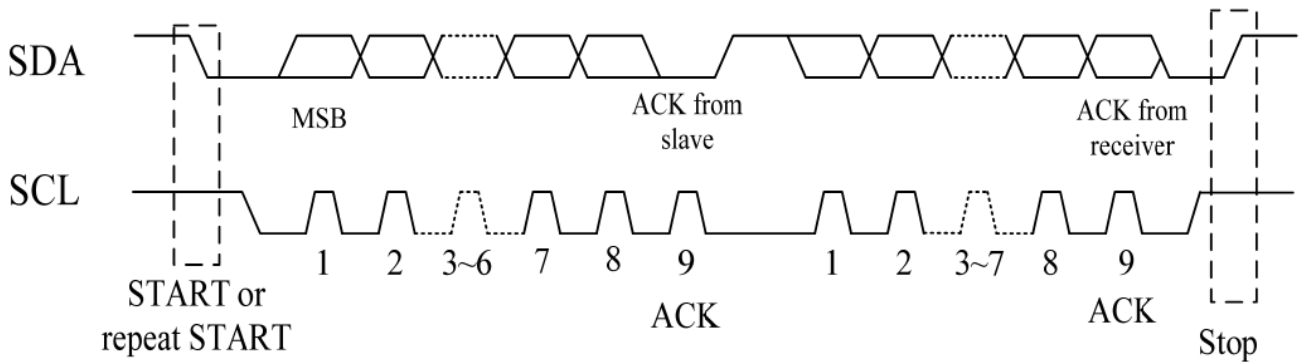 SDA
MSB
ACK from
slave
ACK from
receiver
SCL
1 2 3~6 7 8 9 1 2 3~7 8 9
START or
repeat START
ACK
ACK
Stop